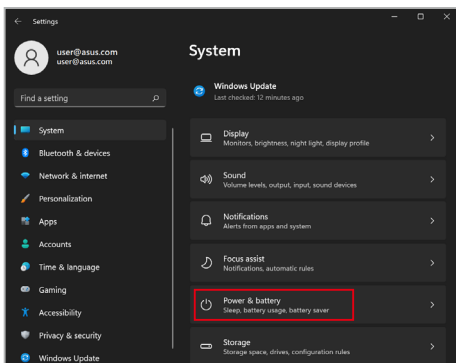 Settings
user@asus.com
user@asus.com
Find a setting
System
Bluetooth & devices
Network & internet
Personalization
Apps
Accounts
Time & language
Gaming
Accessibility
Privacy & security
Windows Update
System
Windows Update
Last checked: 12 minutes ago
Display
Monitors, brightness, night light, display profile
Sound
Volume levels, output, input, sound devices
Notifications
Alerts from apps and system
Focus assist
Notifications, automatic rules
Power & battery
Sleep, battery usage, battery saver
Storage
Storage space, drives, configuration rules